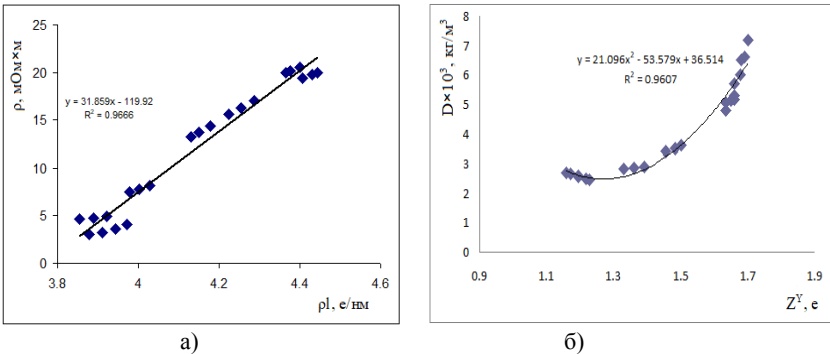 ρ, мОм×м
25
20
15
10
5
0
y = 31.859x - 119.92
R² = 0.9666
3.8 4 4.2 4.4 4.6
ρl, е/нм
а)
D×10³, кг/м³
8
7
6
5
4
3
2
1
0
y = 21.096x² - 53.579x + 36.514
R² = 0.9607
0.9 1.1 1.3 1.5 1.7 1.9
Zʸ, е
б)